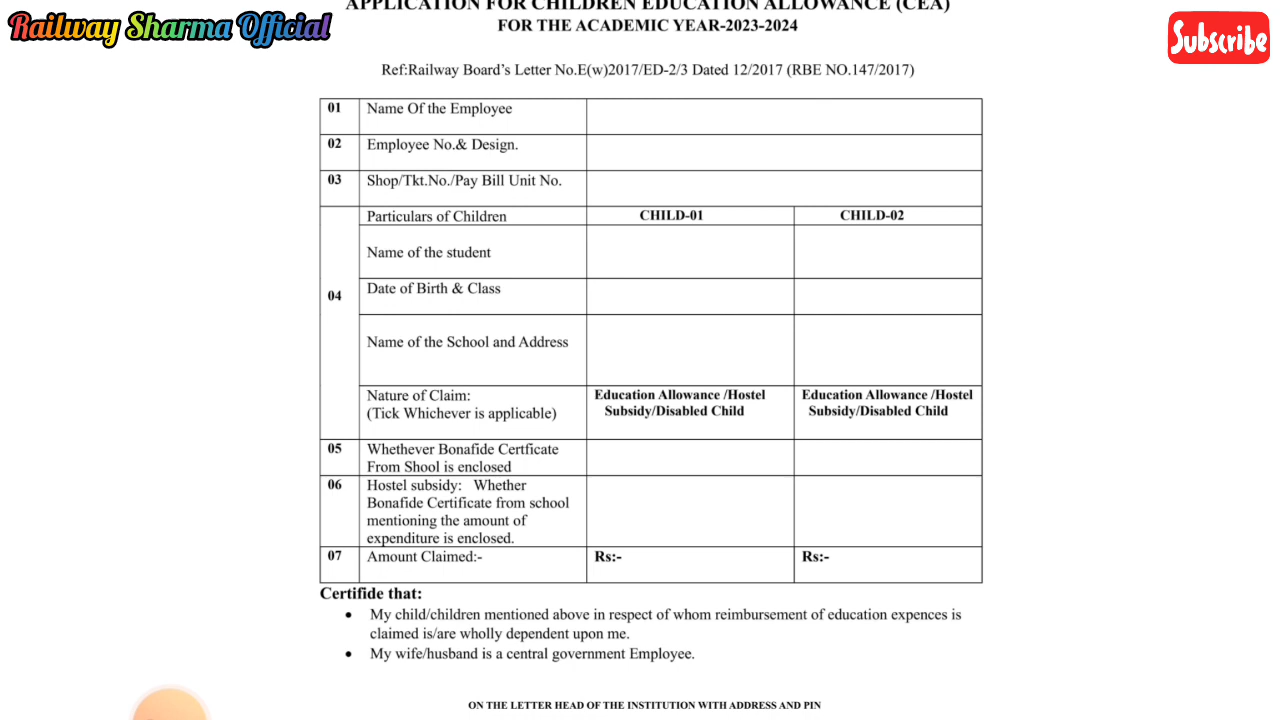 APPLICATION FOR CHILDREN EDUCATION ALLOWANCE (CEA)
Railway Sharma Official
Subscribe
FOR THE ACADEMIC YEAR-2023-2024
Ref:Railway Board's Letter No.E(w)2017/ED-2/3 Dated 12/2017 (RBE NO.147/2017)
01 Name Of the Employee
02 Employee No.& Design.
03 Shop/Tkt.No./Pay Bill Unit No.
04
Particulars of Children CHILD-01 CHILD-02
Name of the student
Date of Birth & Class
Name of the School and Address
Nature of Claim: Education Allowance /Hostel Education Allowance /Hostel
(Tick Whichever is applicable) Subsidy/Disabled Child Subsidy/Disabled Child
05 Whethever Bonafide Certficate
From Shool is enclosed
06 Hostel subsidy: Whether
Bonafide Certificate from school
mentioning the amount of
expenditure is enclosed.
07 Amount Claimed:- Rs:- Rs:-
Certifide that:
• My child/children mentioned above in respect of whom reimbursement of education expences is
claimed is/are wholly dependent upon me.
• My wife/husband is a central government Employee.
ON THE LETTER HEAD OF THE INSTITUTION WITH ADDRESS AND PIN